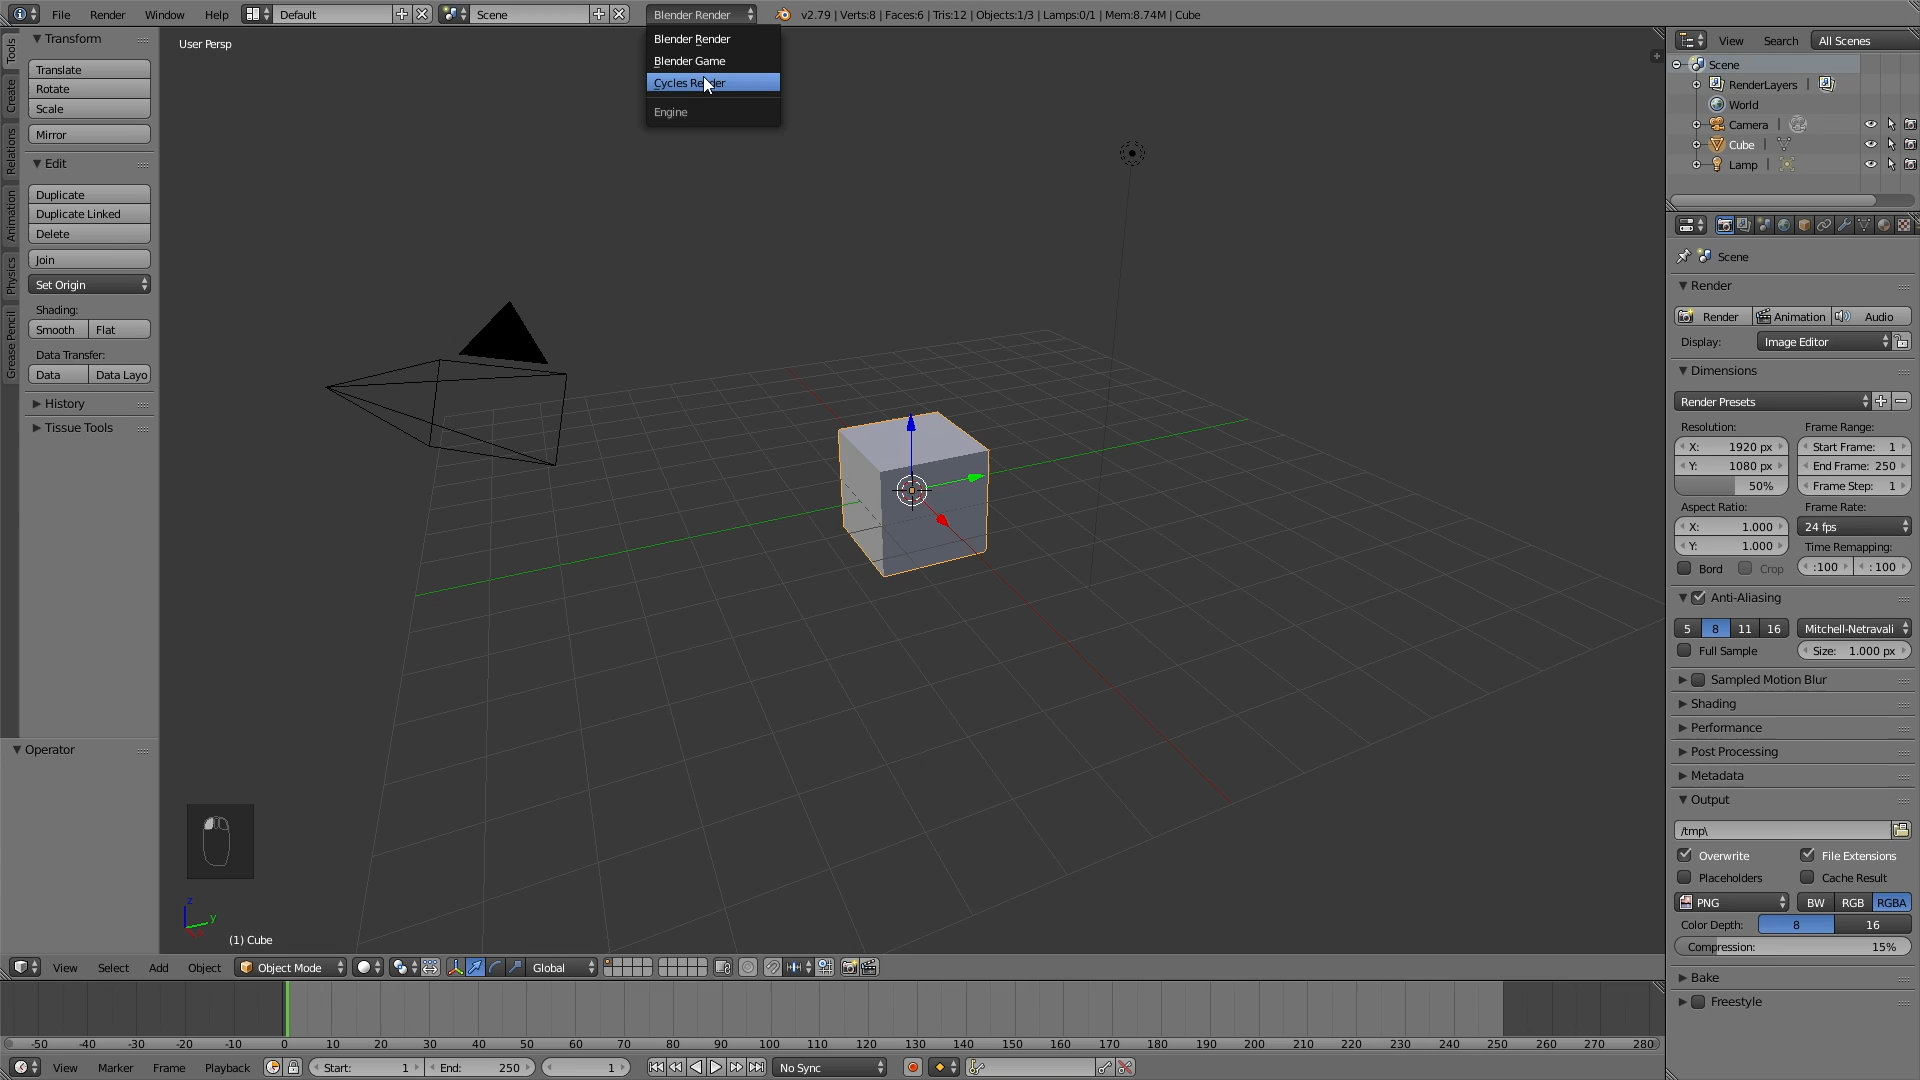 File Render Window Help Default Scene Blender Render v2.79 | Verts:8 | Faces:6 | Tris:12 | Objects:1/3 | Lamps:0/1 | Mem:8.74M | Cube
Blender Render
Blender Game
Cycles Render
Engine
User Persp
Tools
Create
Relations
Animation
Physics
Grease Pencil
Transform
Translate
Rotate
Scale
Mirror
Edit
Duplicate
Duplicate Linked
Delete
Join
Set Origin
Shading:
Smooth Flat
Data Transfer:
Data Data Layo
History
Tissue Tools
Operator
z
y
(1) Cube
View Search All Scenes
Scene
RenderLayers |
World
Camera |
Cube |
Lamp |
Scene
Render
Render Animation Audio
Display: Image Editor
Dimensions
Render Presets
Resolution: Frame Range:
X: 1920 px Start Frame: 1
Y: 1080 px End Frame: 250
50% Frame Step: 1
Aspect Ratio: Frame Rate:
X: 1.000 24 fps
Y: 1.000 Time Remapping:
Bord Crop :100 : 100
Anti-Aliasing
5 8 11 16 Mitchell-Netravali
Full Sample Size: 1.000 px
Sampled Motion Blur
Shading
Performance
Post Processing
Metadata
Output
/tmp\
Overwrite File Extensions
Placeholders Cache Result
PNG BW RGB RGBA
Color Depth: 8 16
Compression: 15%
Bake
Freestyle
View Select Add Object Object Mode Global
-50 -40 -30 -20 -10 0 10 20 30 40 50 60 70 80 90 100 110 120 130 140 150 160 170 180 190 200 210 220 230 240 250 260 270 280
View Marker Frame Playback Start: 1 End: 250 1 No Sync